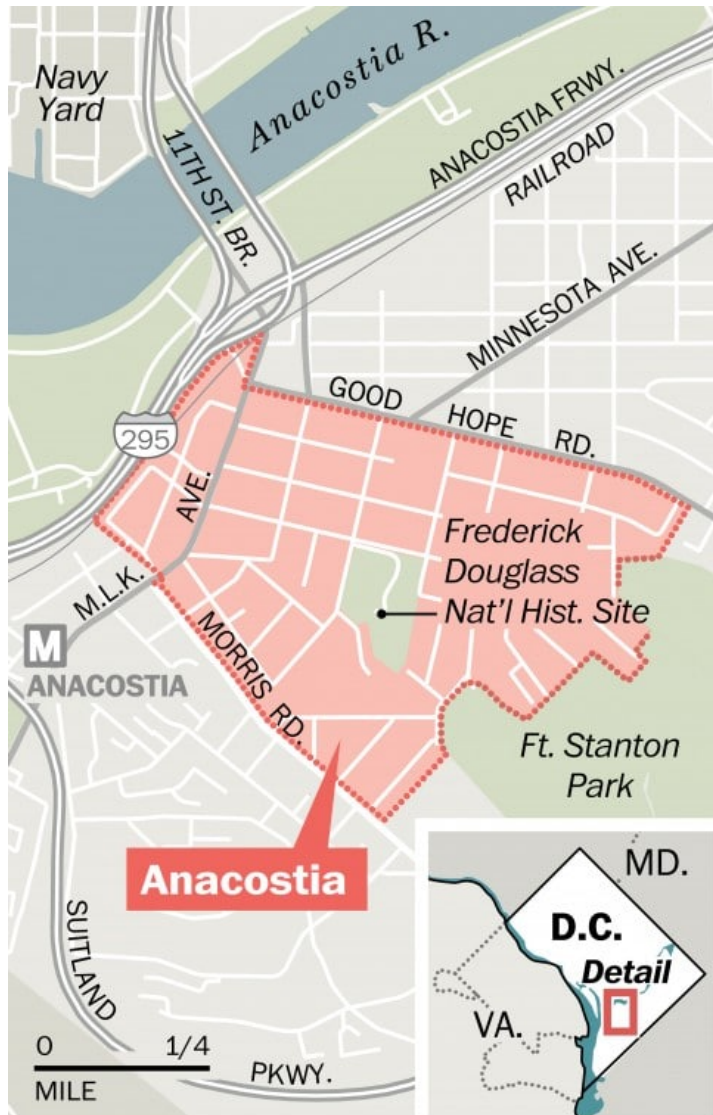 Navy
Yard
Anacostia R.
11TH ST. BR.
ANACOSTIA FRWY.
RAILROAD
MINNESOTA AVE.
GOOD HOPE RD.
295
M.L.K. AVE.
Frederick
Douglass
Nat'l Hist. Site
M
ANACOSTIA
MORRIS RD.
Ft. Stanton
Park
Anacostia
SUITLAND PKWY.
0 1/4
MILE
MD.
D.C.
Detail
VA.